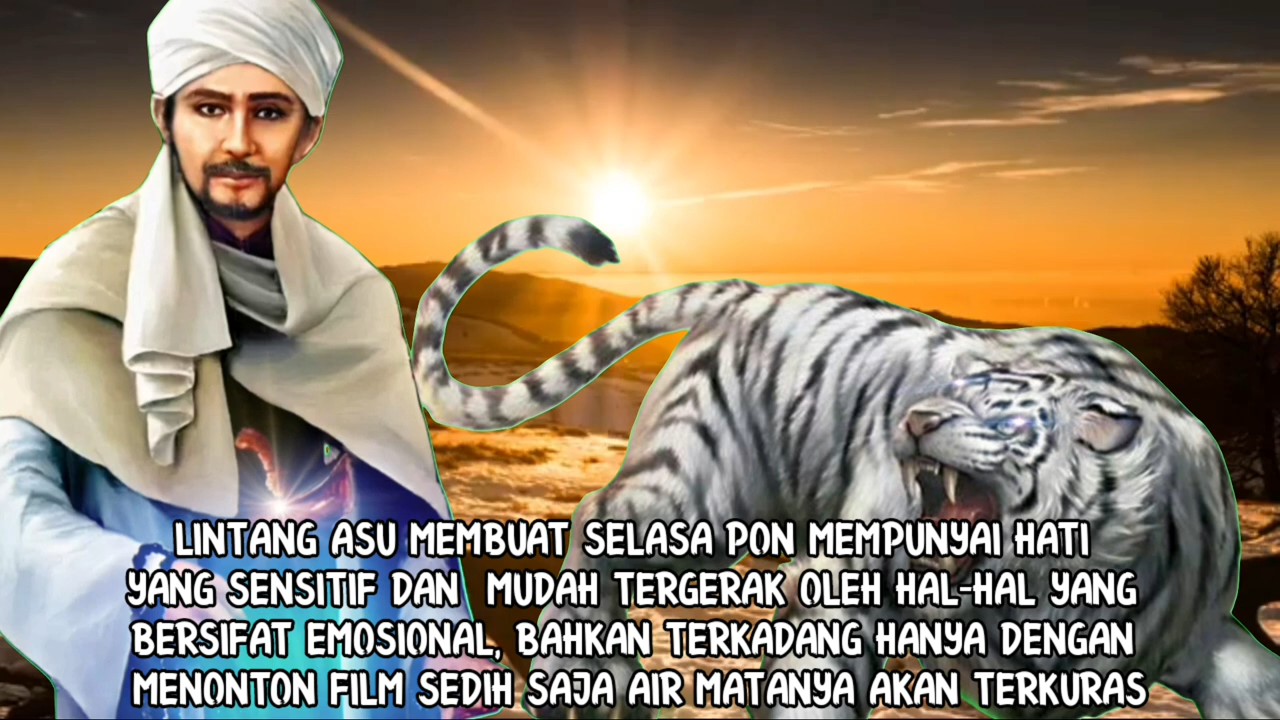 LINTANG ASU MEMBUAT SELASA PON MEMPUNYAI HATI
YANG SENSITIF DAN MUDAH TERGERAK OLEH HAL-HAL YANG
BERSIFAT EMOSIONAL, BAHKAN TERKADANG HANYA DENGAN
MENONTON FILM SEDIH SAJA AIR MATANYA AKAN TERKURAS